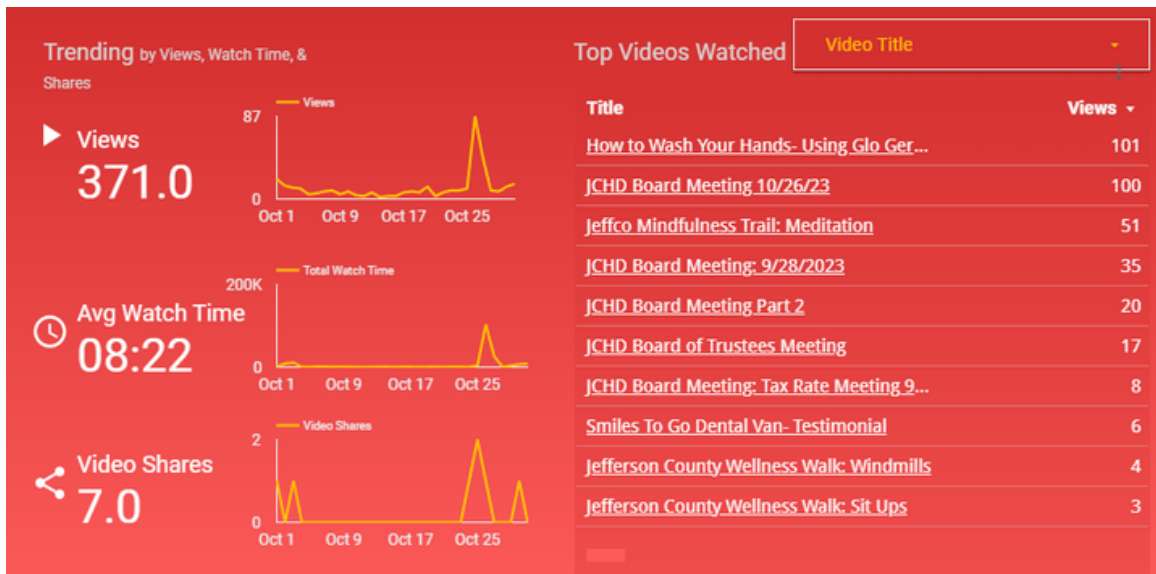 Trending by Views, Watch Time, &
Shares
Views
371.0
Views
87
0
Oct 1 Oct 9 Oct 17 Oct 25
Avg Watch Time
08:22
Total Watch Time
200K
0
Oct 1 Oct 9 Oct 17 Oct 25
Video Shares
7.0
Video Shares
2
0
Oct 1 Oct 9 Oct 17 Oct 25
Top Videos Watched
Video Title
Title Views
How to Wash Your Hands- Using Glo Ger... 101
JCHD Board Meeting 10/26/23 100
Jeffco Mindfulness Trail: Meditation 51
JCHD Board Meeting: 9/28/2023 35
JCHD Board Meeting Part 2 20
JCHD Board of Trustees Meeting 17
JCHD Board Meeting: Tax Rate Meeting 9... 8
Smiles To Go Dental Van- Testimonial 6
Jefferson County Wellness Walk: Windmills 4
Jefferson County Wellness Walk: Sit Ups 3